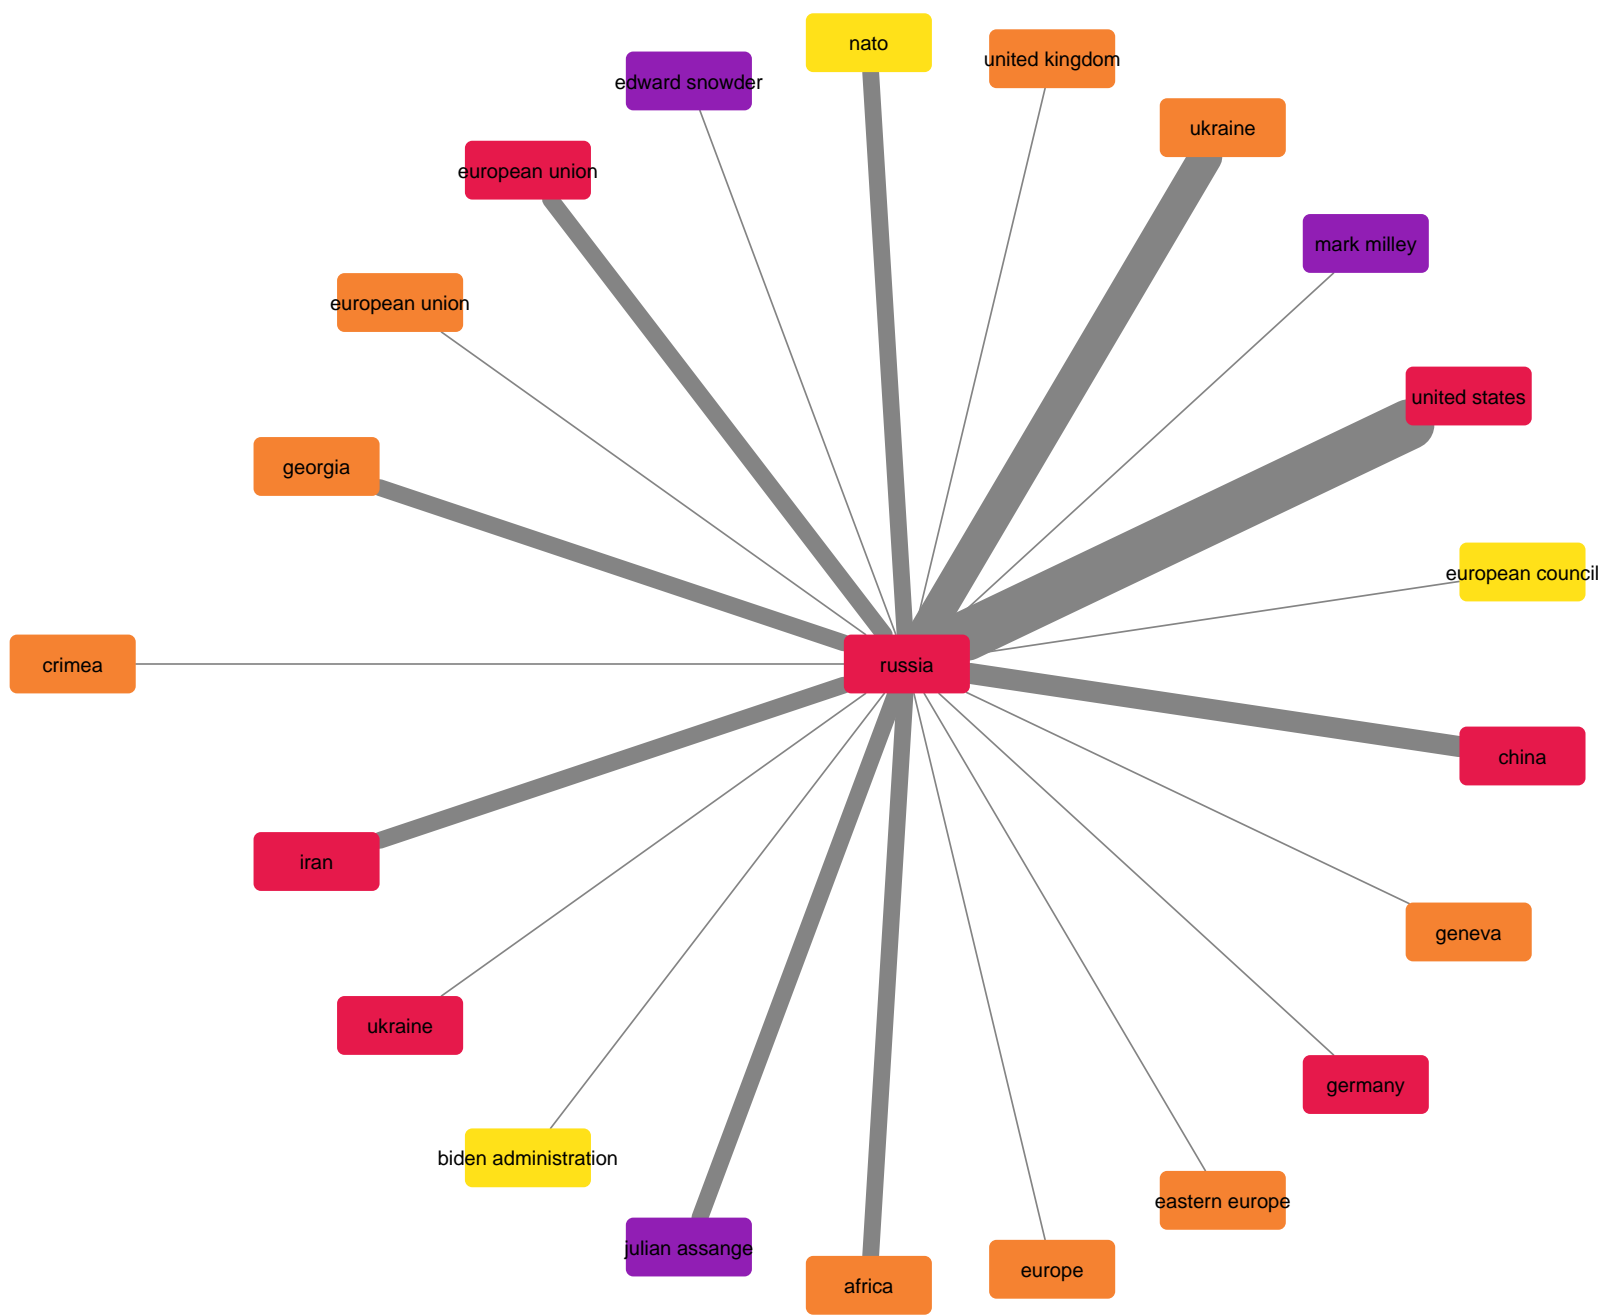 nato
united kingdom
edward snowder
ukraine
european union
mark milley
european union
united states
georgia
european council
crimea
russia
china
iran
geneva
ukraine
germany
biden administration
eastern europe
julian assange
europe
africa